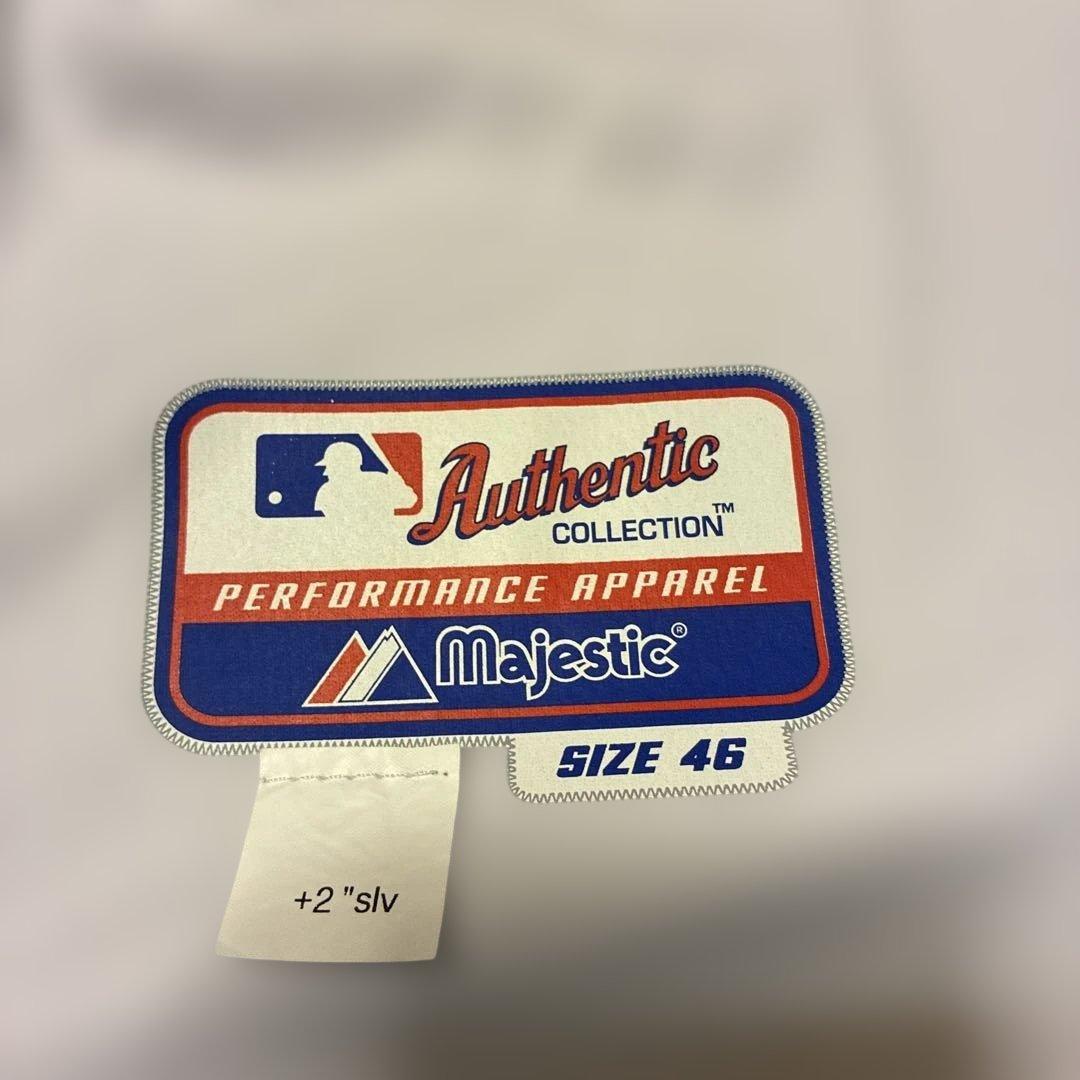 Authentic
COLLECTION™
PERFORMANCE APPAREL
Majestic®
SIZE 46
+2 "slv